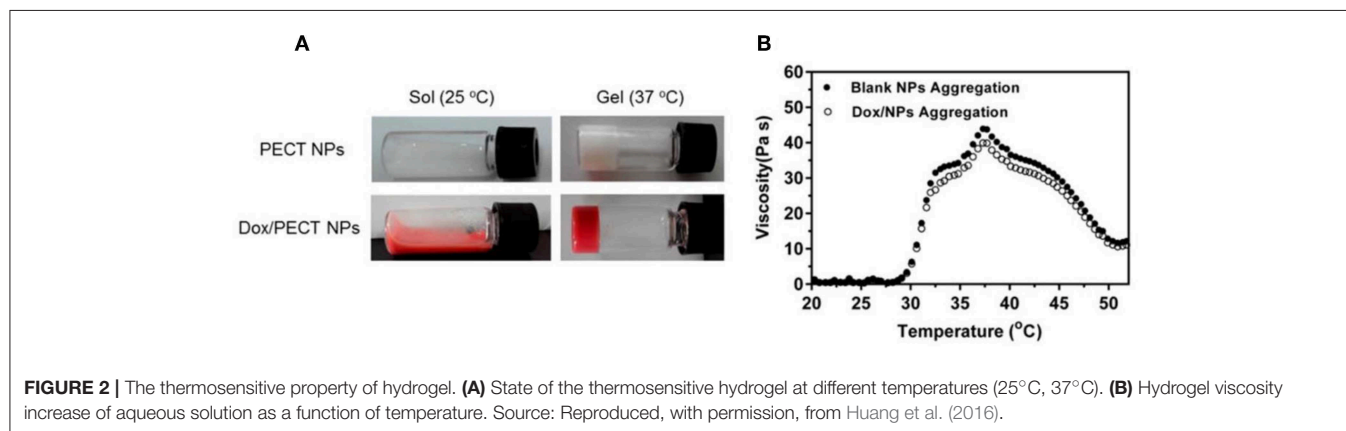 A
Sol (25 °C)
Gel (37 °C)
PECT NPs
Dox/PECT NPs
B
Blank NPs Aggregation
Dox/NPs Aggregation
Viscosity(Pa s)
60
50
40
30
20
10
0
20
25
30
35
40
45
50
Temperature (°C)
FIGURE 2 | The thermosensitive property of hydrogel. (A) State of the thermosensitive hydrogel at different temperatures (25°C, 37°C). (B) Hydrogel viscosity
increase of aqueous solution as a function of temperature. Source: Reproduced, with permission, from Huang et al. (2016).